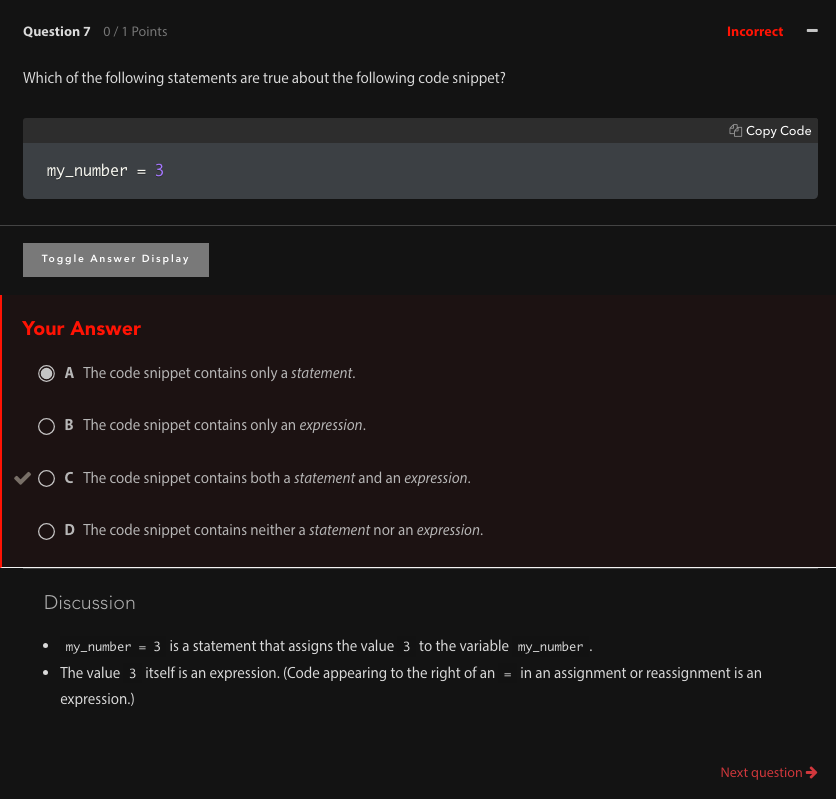 Question 7 0 / 1 Points Incorrect
Which of the following statements are true about the following code snippet?
Copy Code
my_number = 3
Toggle Answer Display
Your Answer
A The code snippet contains only a statement.
B The code snippet contains only an expression.
C The code snippet contains both a statement and an expression.
D The code snippet contains neither a statement nor an expression.
Discussion
• my_number = 3 is a statement that assigns the value 3 to the variable my_number .
• The value 3 itself is an expression. (Code appearing to the right of an = in an assignment or reassignment is an
expression.)
Next question